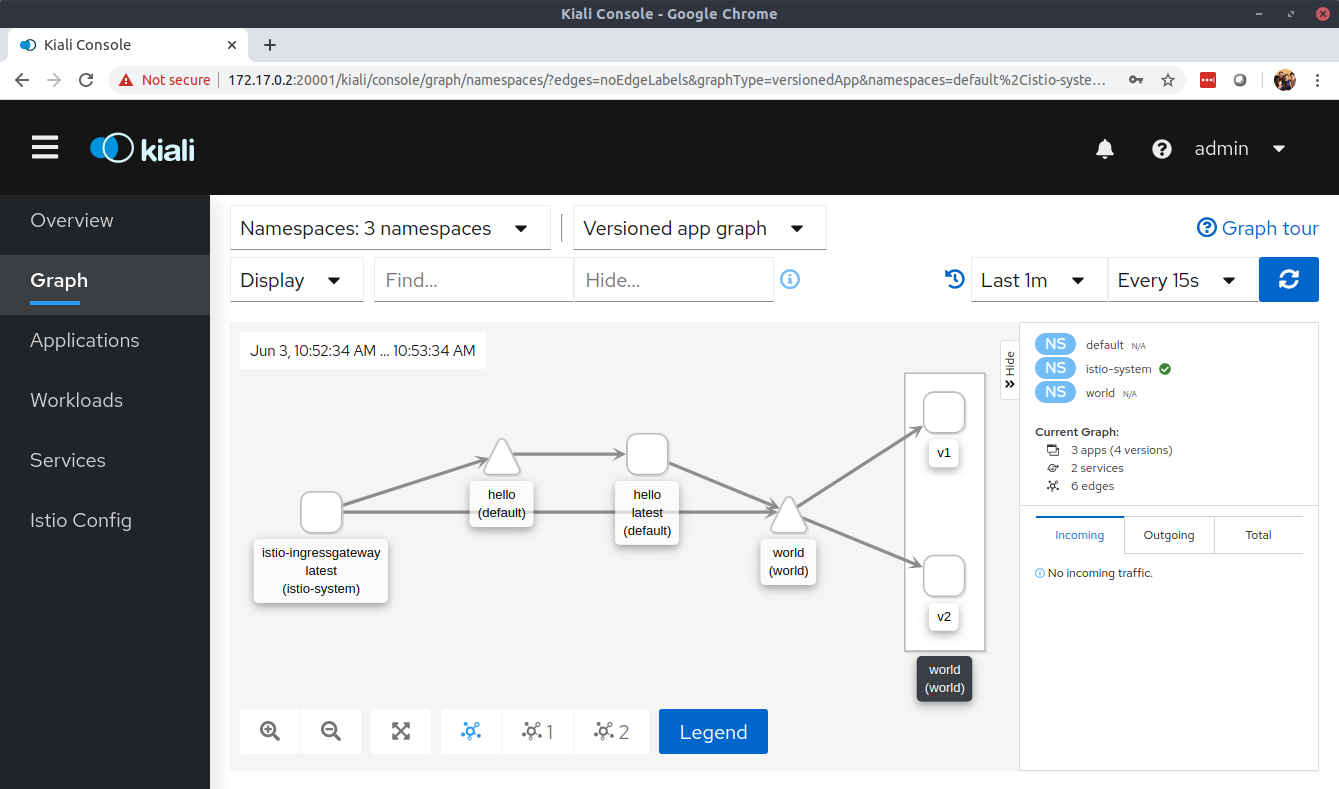 Kiali Console - Google Chrome
Kiali Console
Not secure
172.17.0.2:20001/kiali/console/graph/namespaces/?edges=noEdgeLabels&graphType=versionedApp&namespaces=default%2Cistio-syste...
kiali
admin
Overview
Graph
Applications
Workloads
Services
Istio Config
Namespaces: 3 namespaces
Versioned app graph
Graph tour
Display
Find...
Hide...
Last 1m
Every 15s
Jun 3, 10:52:34 AM ... 10:53:34 AM
istio-ingressgateway
latest
(istio-system)
hello
(default)
hello
latest
(default)
world
(world)
v1
v2
world
(world)
1
2
Legend
Hide
NS default N/A
NS istio-system
NS world N/A
Current Graph:
3 apps (4 versions)
2 services
6 edges
Incoming
Outgoing
Total
No incoming traffic.